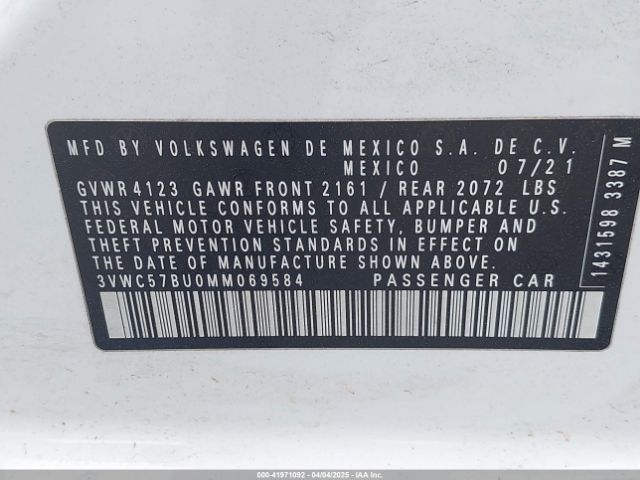 MFD BY VOLKSWAGEN DE MEXICO S.A. DE C.V.
MEXICO 07/21
GVWR 4123 GAWR FRONT 2161 / REAR 2072 LBS
THIS VEHICLE CONFORMS TO ALL APPLICABLE U.S.
FEDERAL MOTOR VEHICLE SAFETY, BUMPER AND
THEFT PREVENTION STANDARDS IN EFFECT ON
THE DATE OF MANUFACTURE SHOWN ABOVE.
3VWC57BU0MM069584 PASSENGER CAR
1431598 3387 M
000-41971092 - 04/04/2025 - IAA, Inc.